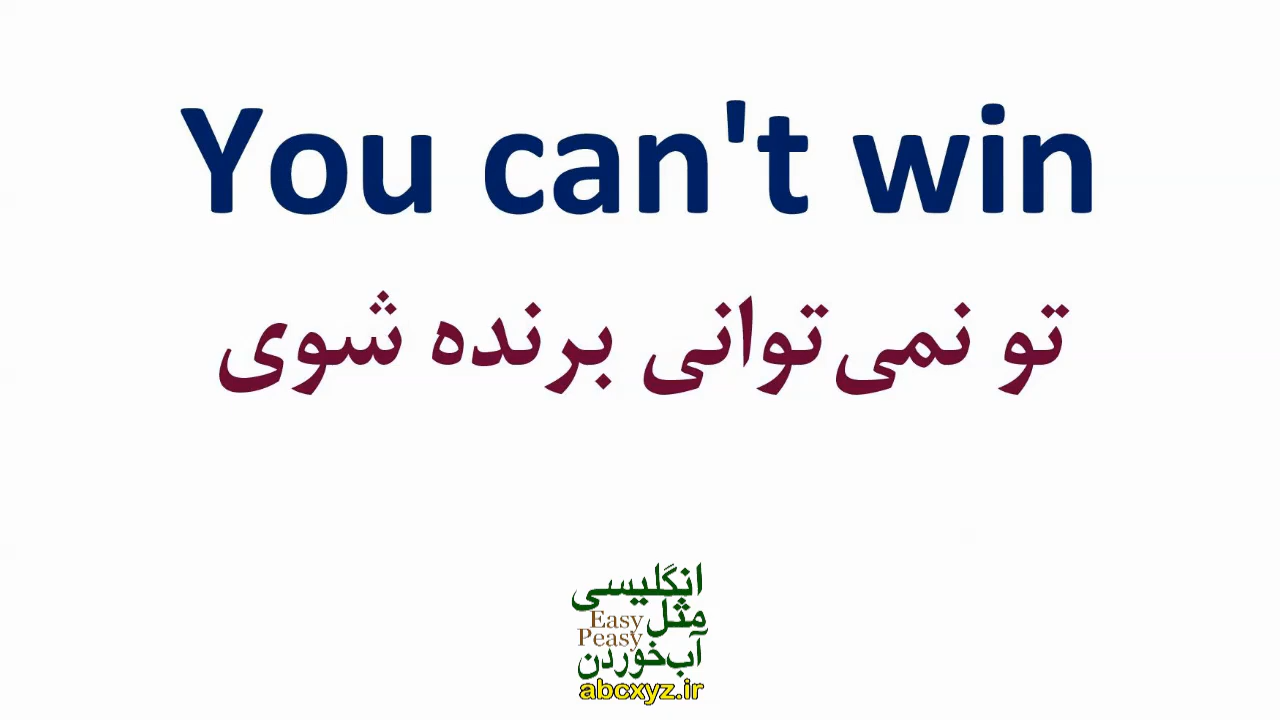 You can't win
تو نمی‌توانی برنده شوی
انگلیسی
مثل
Easy
Peasy
آب‌خوردن
abcxyz.ir